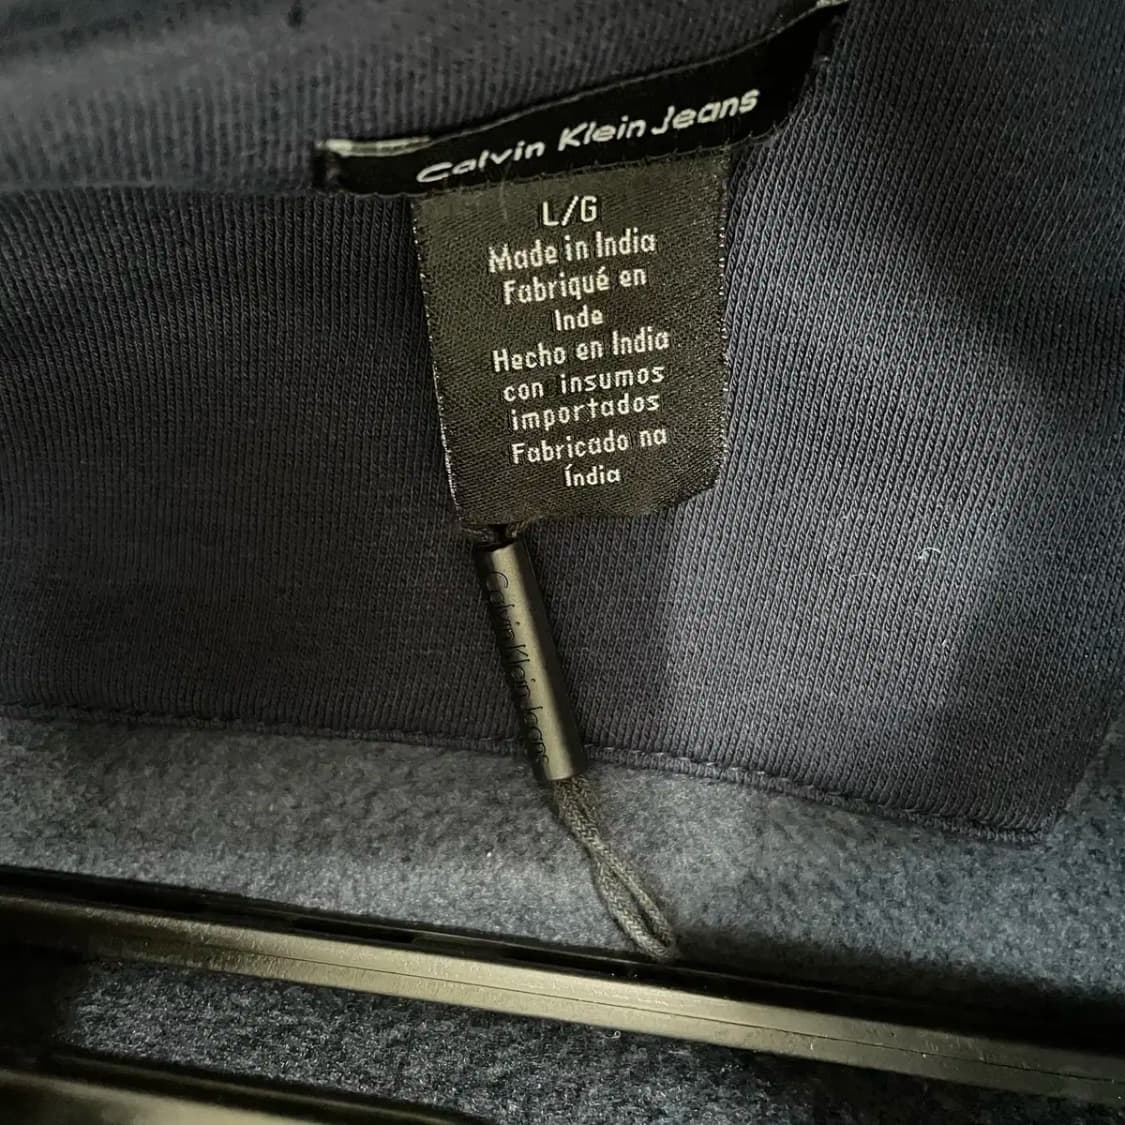 Calvin Klein Jeans
L/G
Made in India
Fabriqué en
Inde
Hecho en India
con insumos
importados
Fabricado na
Índia
Calvin Klein Jeans